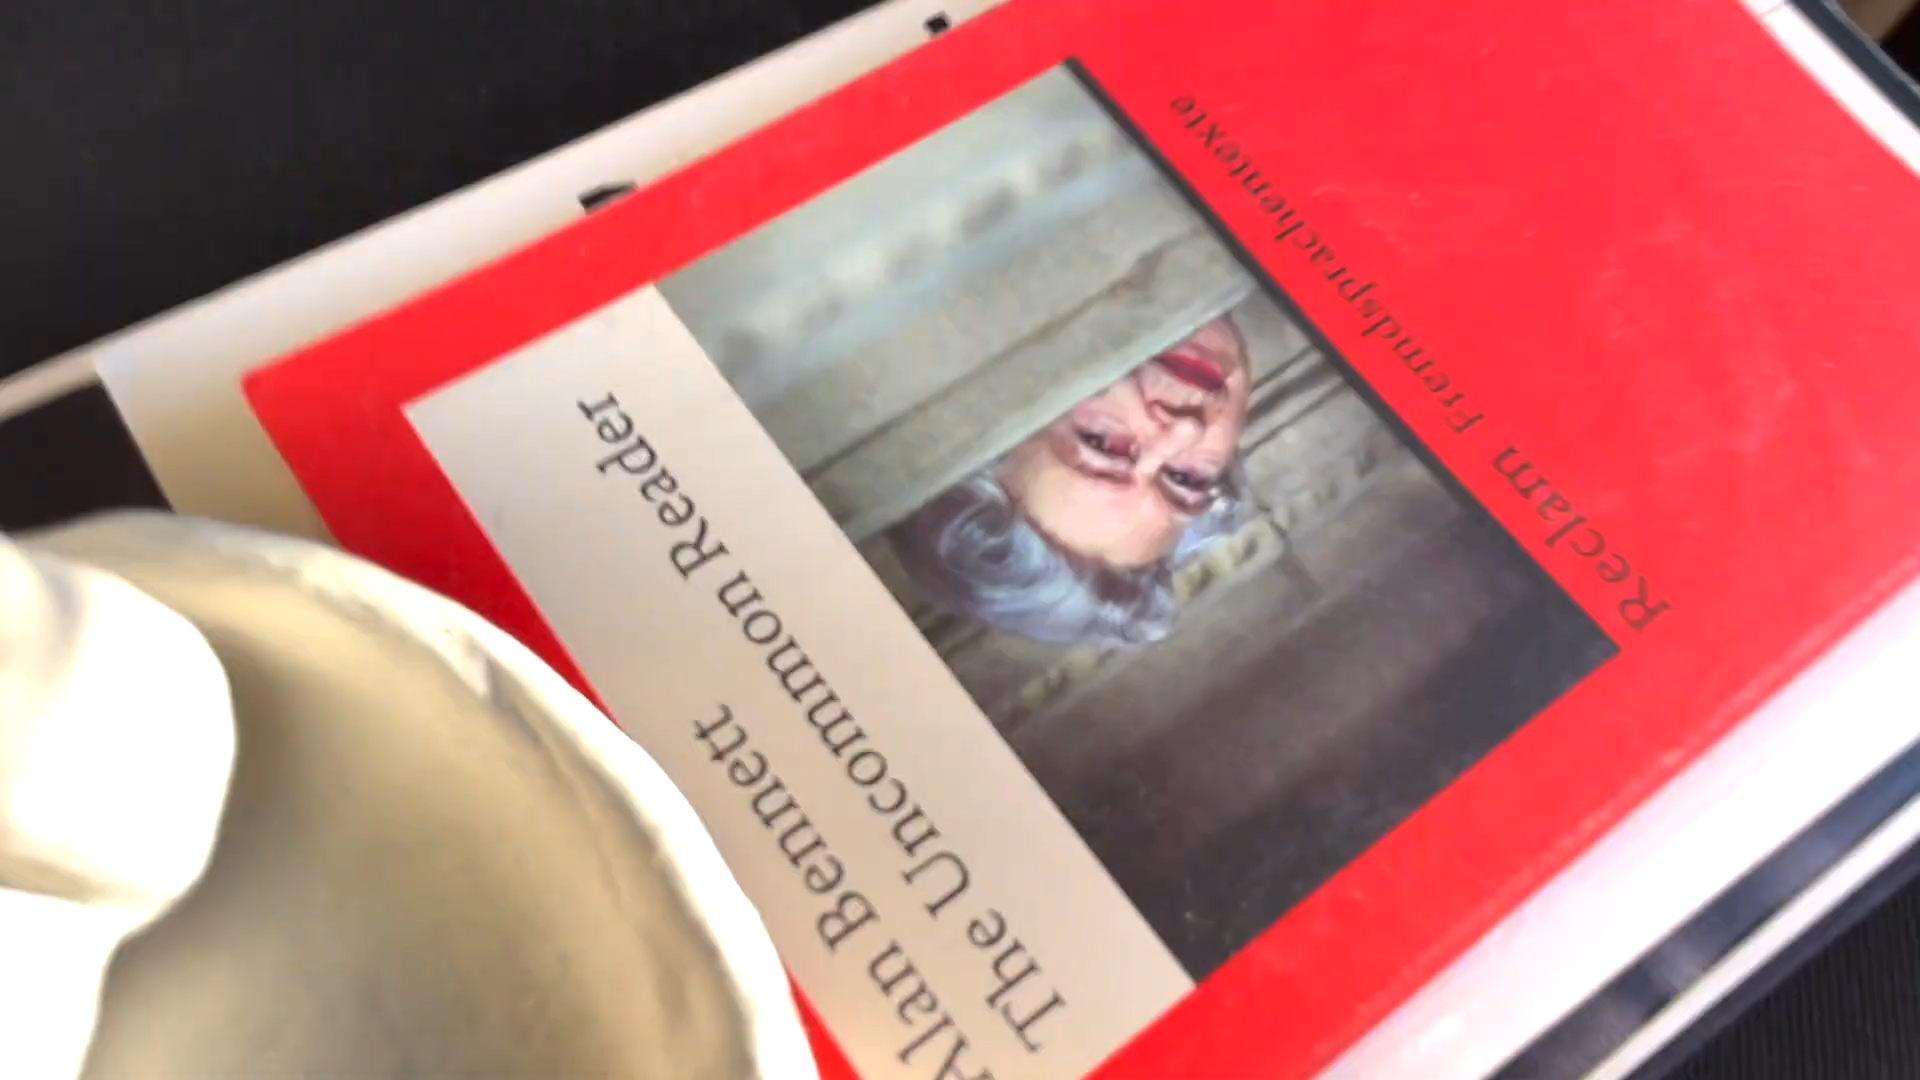 Alan Bennett
The Uncommon Reader
Reclam Fremdsprachentexte